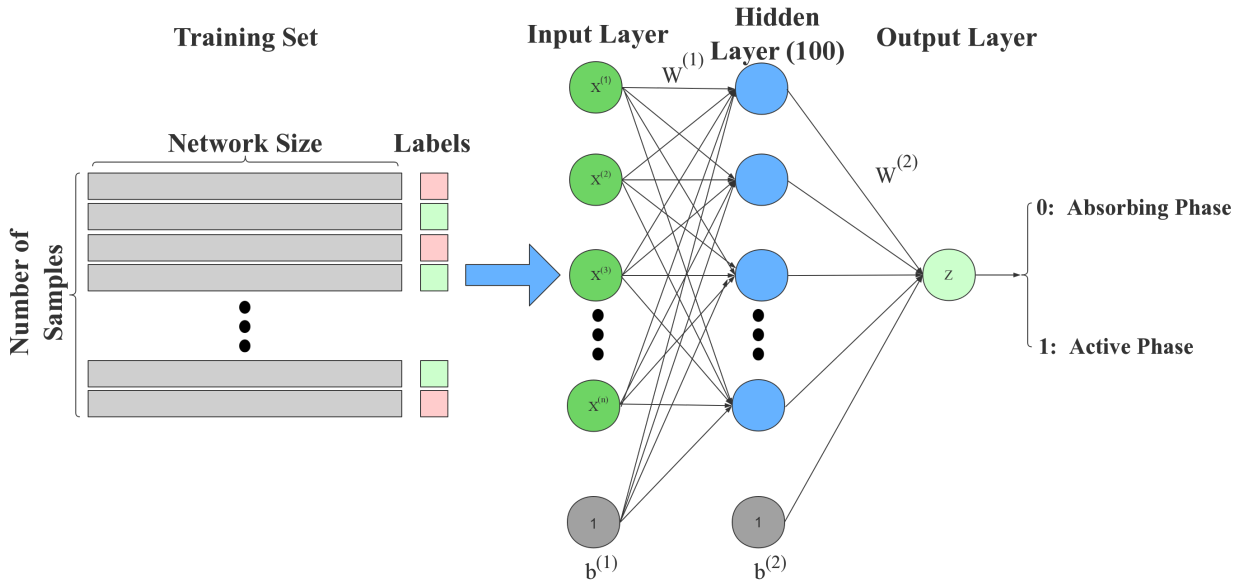 Training Set
Input Layer
Hidden
Layer (100)
Output Layer
Network Size
Labels
Number of
Samples
X(1)
X(2)
X(3)
X(n)
1
b(1)
W(1)
1
b(2)
W(2)
Z
0: Absorbing Phase
1: Active Phase